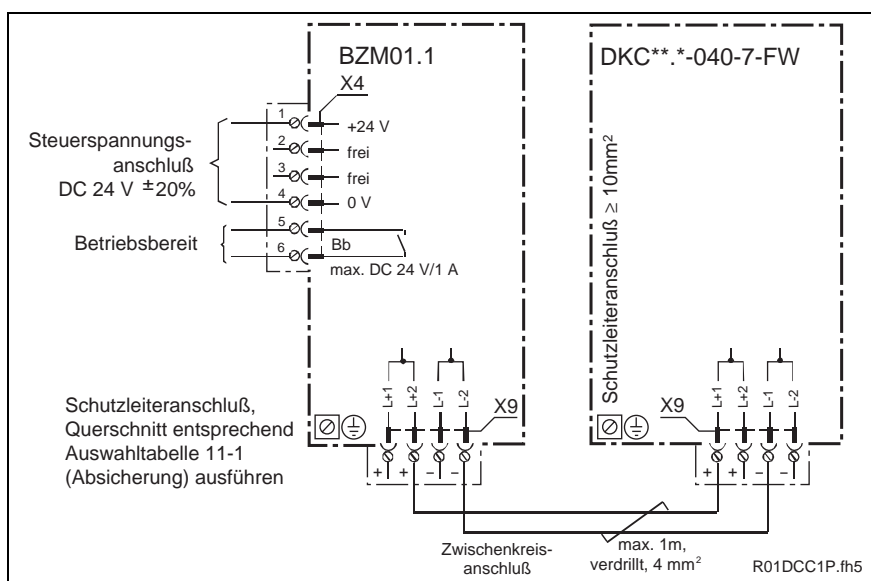 BZM01.1
DKC**.*-040-7-FW
X4
1
+24 V
2
frei
3
frei
4
0 V
5
6
Bb
max. DC 24 V/1 A
Steuerspannungs-
anschluß
DC 24 V ±20%
Betriebsbereit
Schutzleiteranschluß ≥ 10mm²
L+1
L+2
L-1
L-2
X9
+
+
–
–
X9
L+1
L+2
L-1
L-2
+
+
–
–
Schutzleiteranschluß,
Querschnitt entsprechend
Auswahltabelle 11-1
(Absicherung) ausführen
Zwischenkreis-
anschluß
max. 1m,
verdrillt, 4 mm²
R01DCC1P.fh5